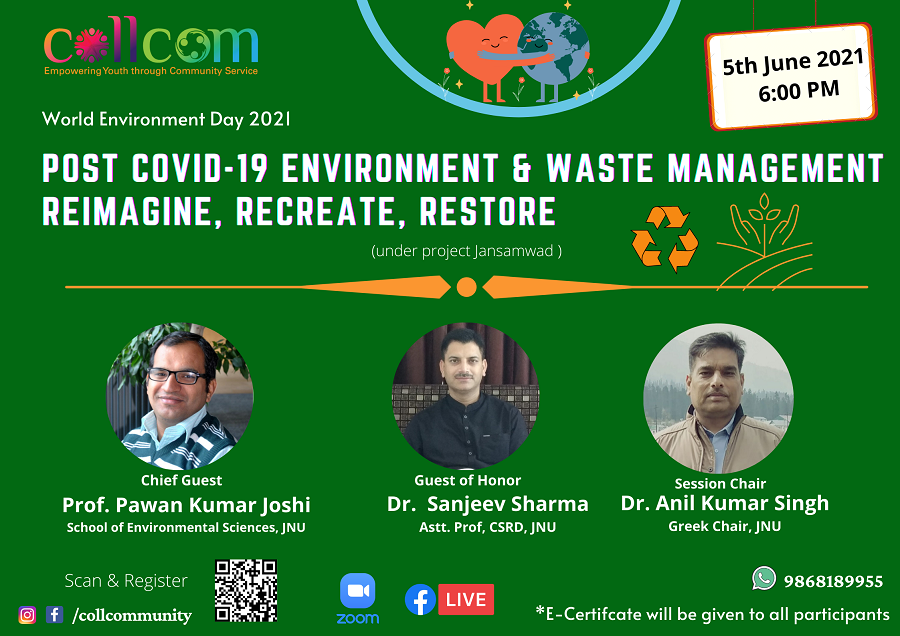 collcom
Empowering Youth through Community Service
5th June 2021
6:00 PM
World Environment Day 2021
POST COVID-19 ENVIRONMENT & WASTE MANAGEMENT
REIMAGINE, RECREATE, RESTORE
(under project Jansamwad )
Chief Guest
Prof. Pawan Kumar Joshi
School of Environmental Sciences, JNU
Guest of Honor
Dr. Sanjeev Sharma
Astt. Prof, CSRD, JNU
Session Chair
Dr. Anil Kumar Singh
Greek Chair, JNU
Scan & Register
/collcommunity
zoom
LIVE
9868189955
*E-Certifcate will be given to all participants